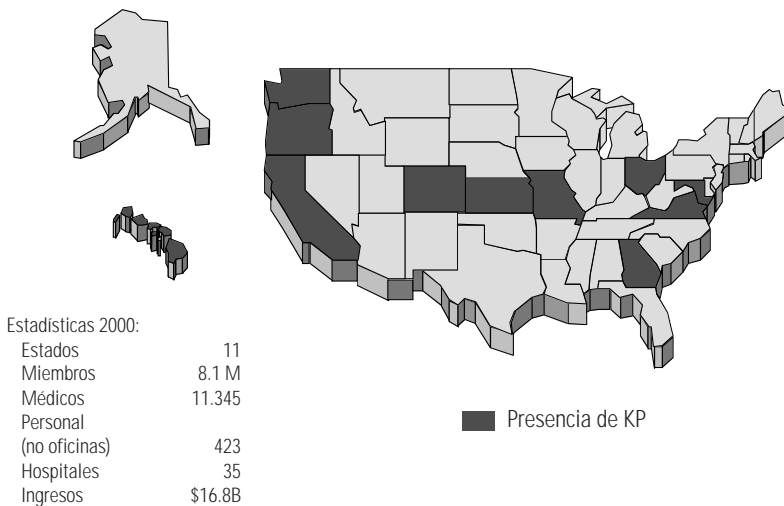 Estadísticas 2000:
Estados 11
Miembros 8.1 M
Médicos 11.345
Personal
(no oficinas) 423
Hospitales 35
Ingresos $16.8B
Presencia de KP